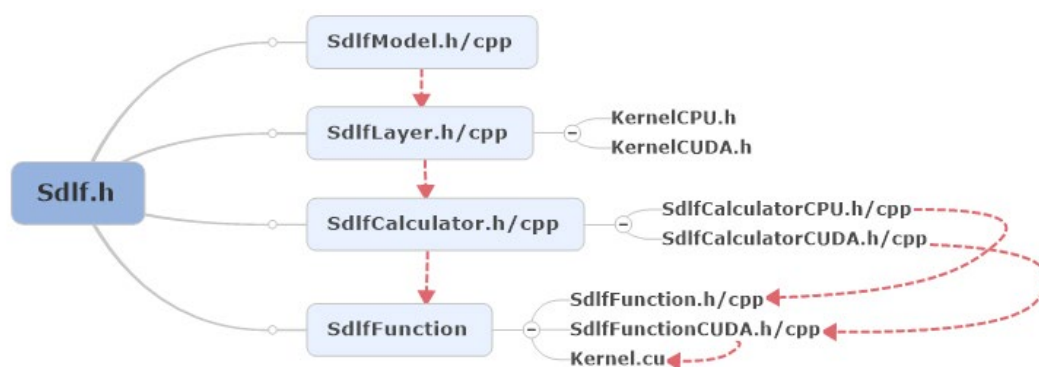 SdlfModel.h/cpp
SdlfLayer.h/cpp
KernelCPU.h
KernelCUDA.h
Sdlf.h
SdlfCalculator.h/cpp
SdlfCalculatorCPU.h/cpp
SdlfCalculatorCUDA.h/cpp
SdlfFunction
SdlfFunction.h/cpp
SdlfFunctionCUDA.h/cpp
Kernel.cu